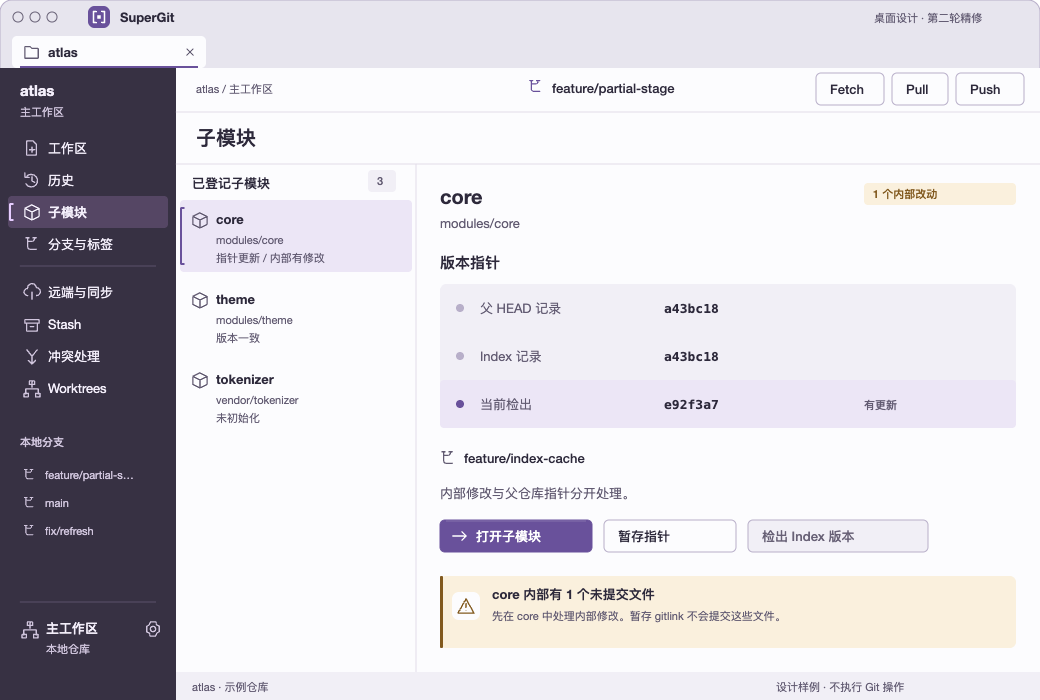 SuperGit
桌面设计 · 第二轮精修
atlas
atlas
主工作区
工作区
历史
子模块
分支与标签
远端与同步
Stash
冲突处理
Worktrees
本地分支
feature/partial-s…
main
fix/refresh
主工作区
本地仓库
atlas / 主工作区
feature/partial-stage
Fetch
Pull
Push
子模块
已登记子模块
3
core
modules/core
指针更新 / 内部有修改
theme
modules/theme
版本一致
tokenizer
vendor/tokenizer
未初始化
core
1 个内部改动
modules/core
版本指针
父 HEAD 记录 a43bc18
Index 记录 a43bc18
当前检出 e92f3a7 有更新
feature/index-cache
内部修改与父仓库指针分开处理。
打开子模块
暂存指针
检出 Index 版本
core 内部有 1 个未提交文件
先在 core 中处理内部修改。暂存 gitlink 不会提交这些文件。
atlas · 示例仓库
设计样例 · 不执行 Git 操作